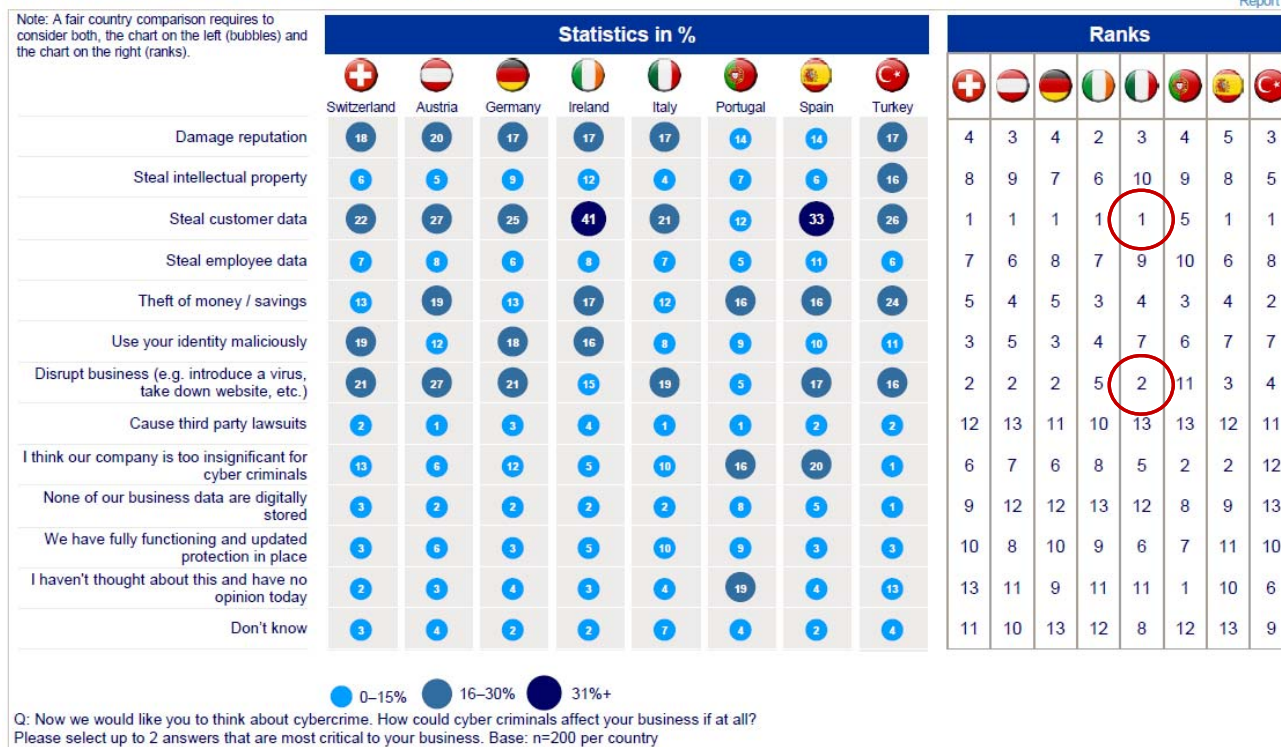 Report
Note: A fair country comparison requires to
consider both, the chart on the left (bubbles) and
the chart on the right (ranks).
Statistics in %
Ranks
Switzerland Austria Germany Ireland Italy Portugal Spain Turkey
Damage reputation 18 20 17 17 17 14 14 17 4 3 4 2 3 4 5 3
Steal intellectual property 6 5 9 12 4 7 6 16 8 9 7 6 10 9 8 5
Steal customer data 22 27 25 41 21 12 33 26 1 1 1 1 1 5 1 1
Steal employee data 7 8 6 8 7 5 11 6 7 6 8 7 9 10 6 8
Theft of money / savings 13 19 13 17 12 16 16 24 5 4 5 3 4 3 4 2
Use your identity maliciously 19 12 18 16 8 9 10 11 3 5 3 4 7 6 7 7
Disrupt business (e.g. introduce a virus,
take down website, etc.) 21 27 21 15 19 5 17 16 2 2 2 5 2 11 3 4
Cause third party lawsuits 2 1 3 4 1 1 2 2 12 13 11 10 13 13 12 11
I think our company is too insignificant for
cyber criminals 13 6 12 5 10 16 20 1 6 7 6 8 5 2 2 12
None of our business data are digitally
stored 3 2 2 2 2 8 5 1 9 12 12 13 12 8 9 13
We have fully functioning and updated
protection in place 3 6 3 5 10 9 3 3 10 8 10 9 6 7 11 10
I haven't thought about this and have no
opinion today 2 3 4 3 4 19 4 13 13 11 9 11 11 1 10 6
Don't know 3 4 2 2 7 4 2 4 11 10 13 12 8 12 13 9
0–15% 16–30% 31%+
Q: Now we would like you to think about cybercrime. How could cyber criminals affect your business if at all?
Please select up to 2 answers that are most critical to your business. Base: n=200 per country